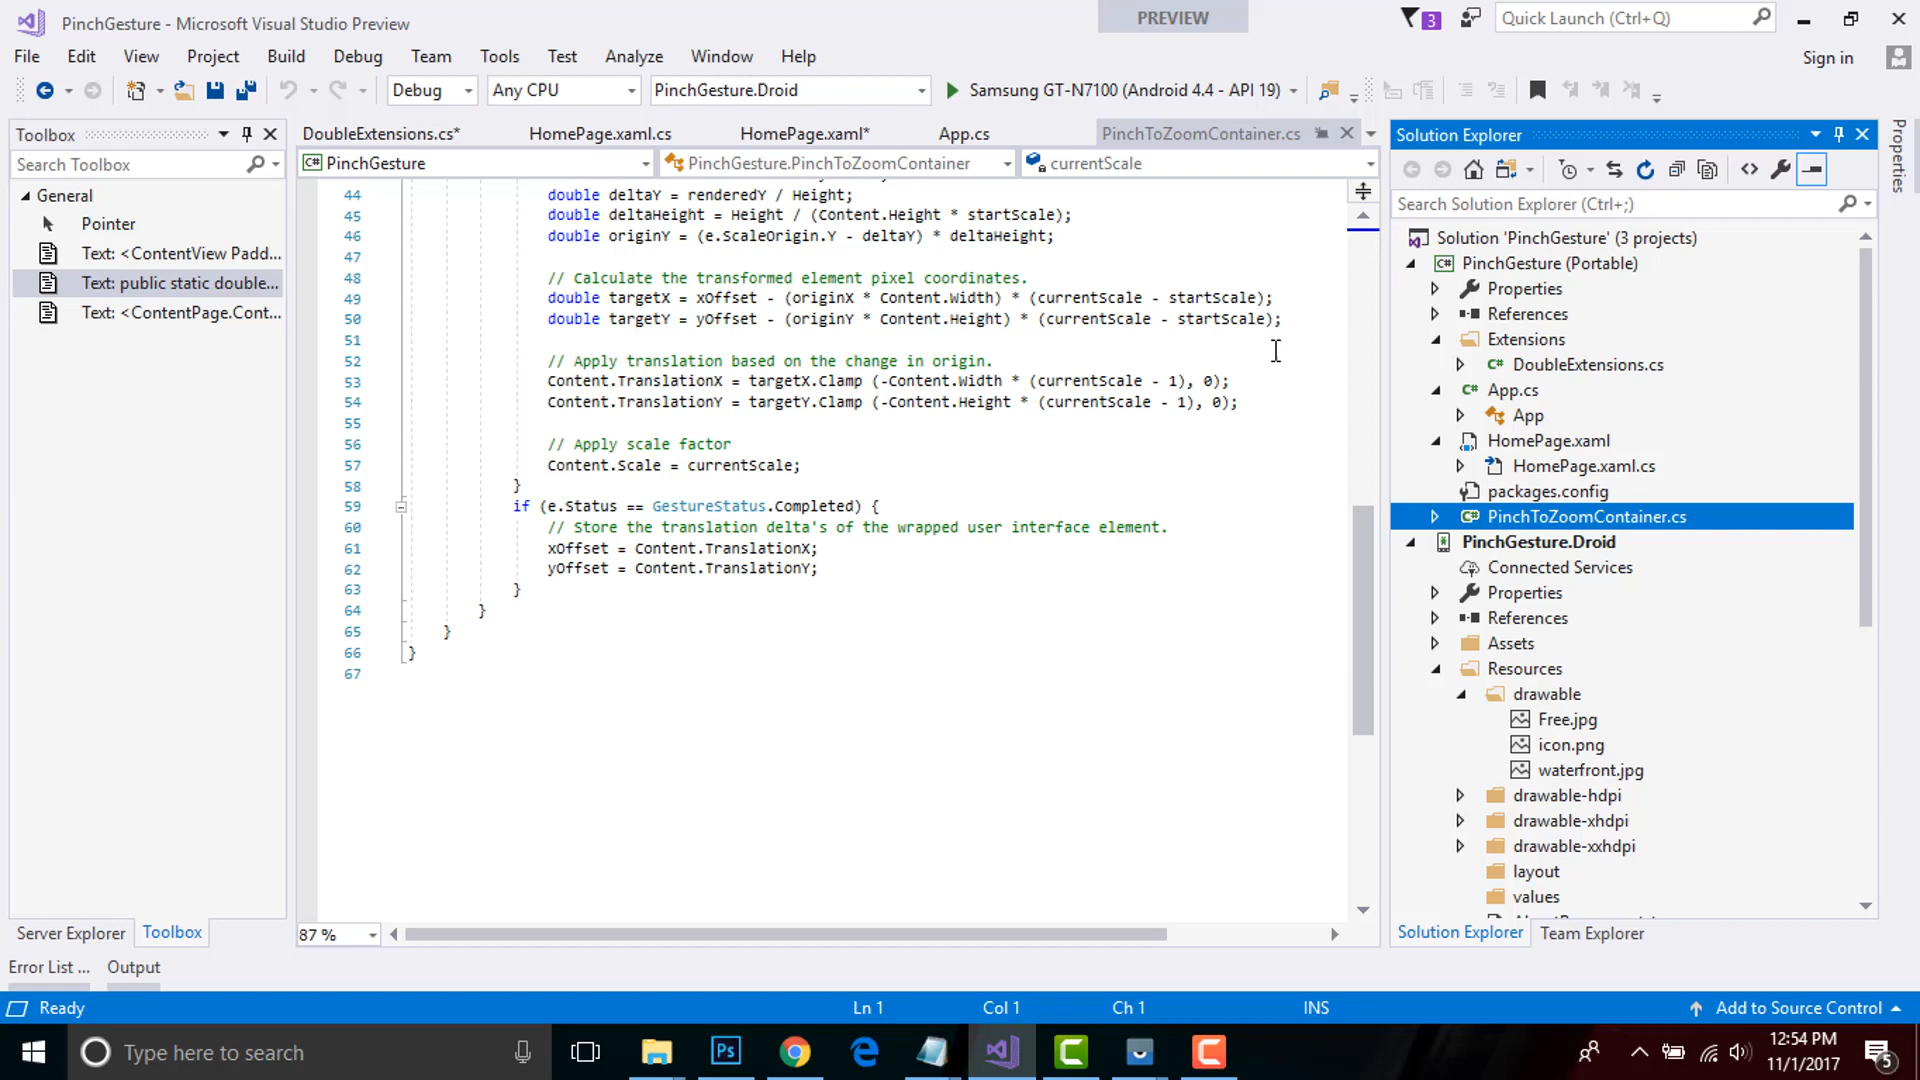 PinchGesture - Microsoft Visual Studio Preview
PREVIEW
3
Quick Launch (Ctrl+Q)
File Edit View Project Build Debug Team Tools Test Analyze Window Help
Sign in
Debug
Any CPU
PinchGesture.Droid
Samsung GT-N7100 (Android 4.4 - API 19)
Toolbox
Search Toolbox
General
Pointer
Text: <ContentView Padd...
Text: public static double...
Text: <ContentPage.Cont...
Server Explorer Toolbox
DoubleExtensions.cs* HomePage.xaml.cs HomePage.xaml* App.cs PinchToZoomContainer.cs
PinchGesture
PinchGesture.PinchToZoomContainer
currentScale
44 double deltaY = renderedY / Height;
45 double deltaHeight = Height / (Content.Height * startScale);
46 double originY = (e.ScaleOrigin.Y - deltaY) * deltaHeight;
47
48 // Calculate the transformed element pixel coordinates.
49 double targetX = xOffset - (originX * Content.Width) * (currentScale - startScale);
50 double targetY = yOffset - (originY * Content.Height) * (currentScale - startScale);
51
52 // Apply translation based on the change in origin.
53 Content.TranslationX = targetX.Clamp (-Content.Width * (currentScale - 1), 0);
54 Content.TranslationY = targetY.Clamp (-Content.Height * (currentScale - 1), 0);
55
56 // Apply scale factor
57 Content.Scale = currentScale;
58 }
59 if (e.Status == GestureStatus.Completed) {
60 // Store the translation delta's of the wrapped user interface element.
61 xOffset = Content.TranslationX;
62 yOffset = Content.TranslationY;
63 }
64 }
65 }
66 }
67
87 %
Solution Explorer
Search Solution Explorer (Ctrl+;)
Solution 'PinchGesture' (3 projects)
PinchGesture (Portable)
Properties
References
Extensions
DoubleExtensions.cs
App.cs
App
HomePage.xaml
HomePage.xaml.cs
packages.config
PinchToZoomContainer.cs
PinchGesture.Droid
Connected Services
Properties
References
Assets
Resources
drawable
Free.jpg
icon.png
waterfront.jpg
drawable-hdpi
drawable-xhdpi
drawable-xxhdpi
layout
values
Solution Explorer Team Explorer
Properties
Error List ... Output
Ready
Ln 1
Col 1
Ch 1
INS
Add to Source Control
Type here to search
12:54 PM
11/1/2017
5